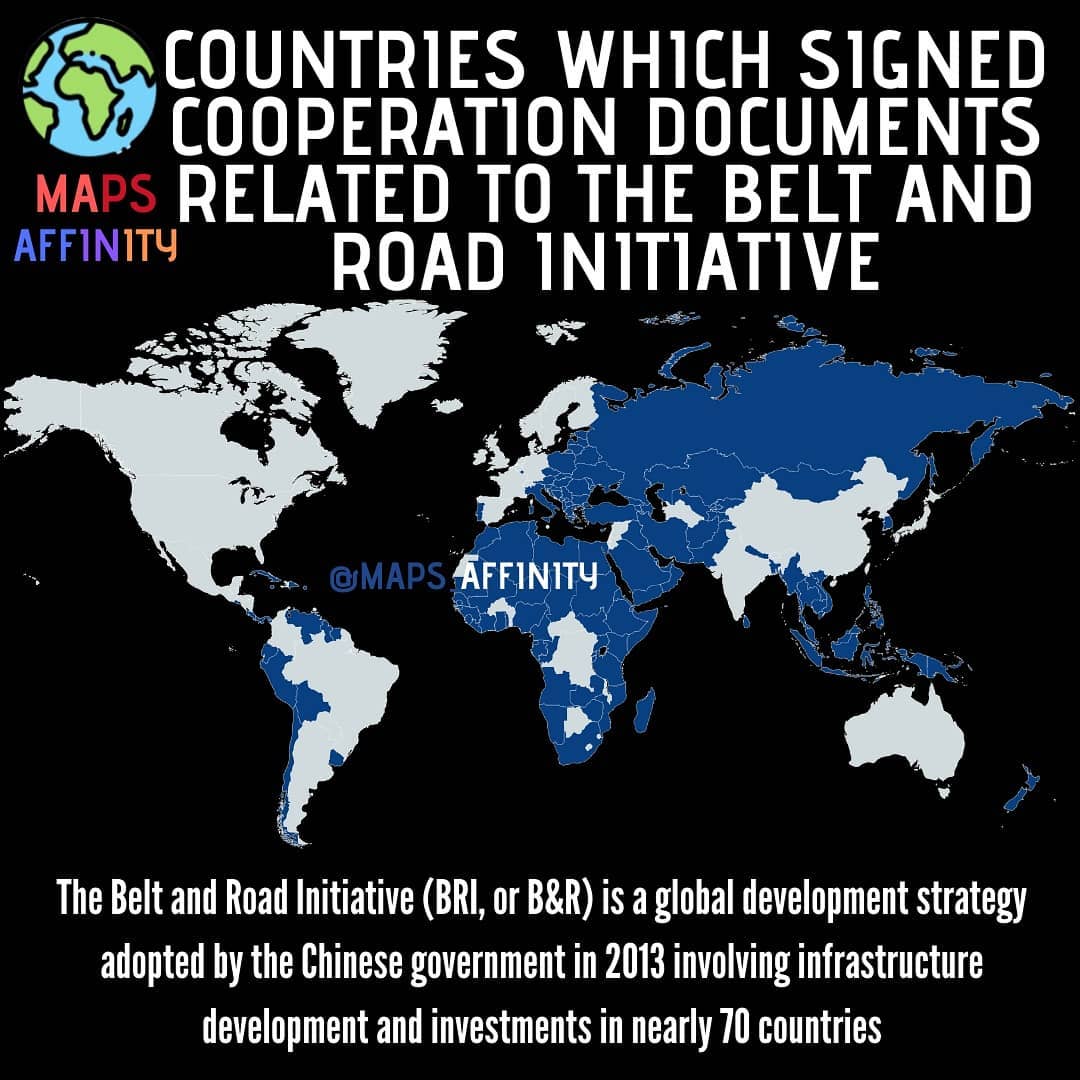 COUNTRIES WHICH SIGNED
COOPERATION DOCUMENTS
RELATED TO THE BELT AND
ROAD INITIATIVE
MAPS
AFFINITY
@MAPS AFFINITY
The Belt and Road Initiative (BRI, or B&R) is a global development strategy
adopted by the Chinese government in 2013 involving infrastructure
development and investments in nearly 70 countries